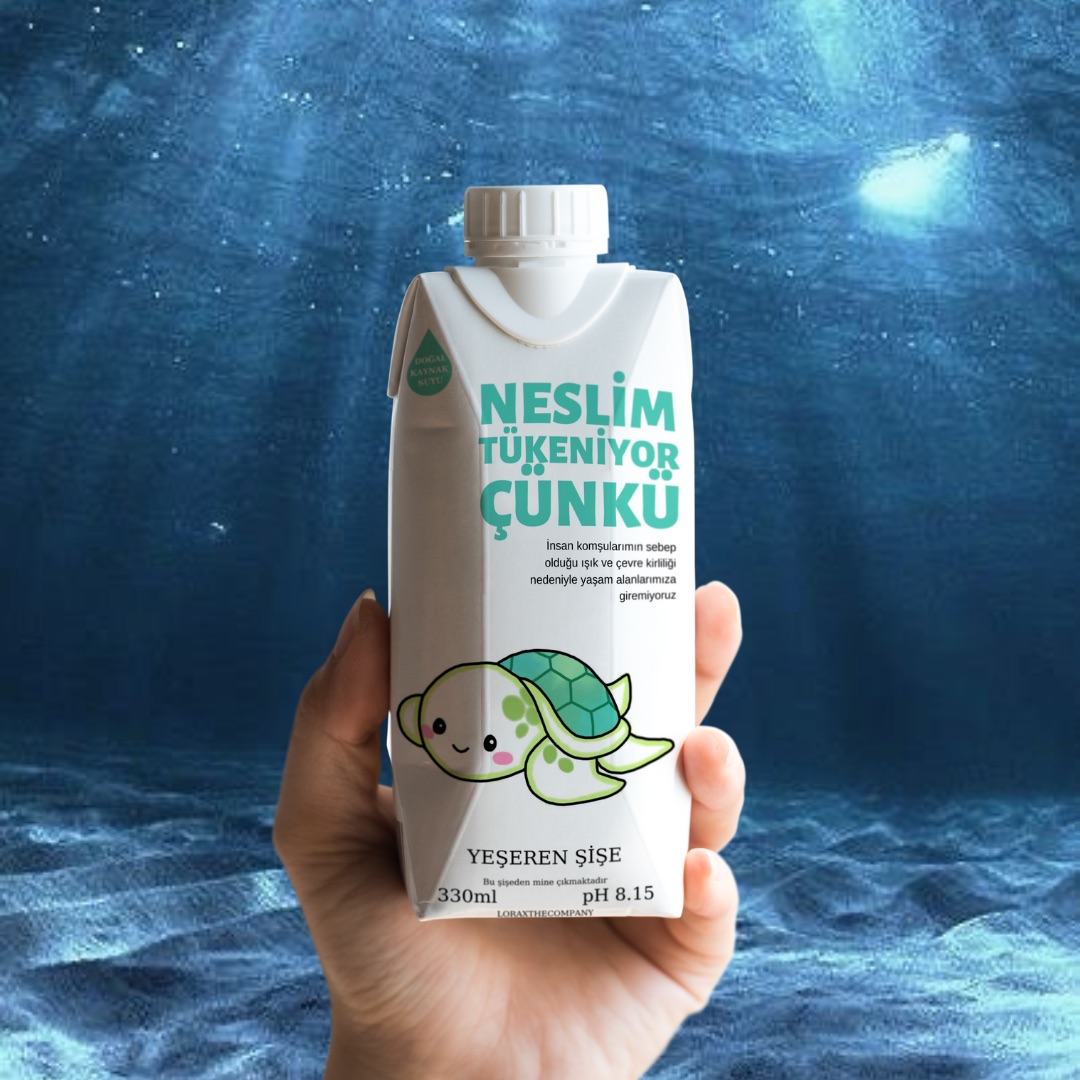 DOĞAL
KAYNAK
SUYU
NESLİM
TÜKENİYOR
ÇÜNKÜ
İnsan komşularımın sebep
olduğu ışık ve çevre kirliliği
nedeniyle yaşam alanlarımıza
giremiyoruz
YEŞEREN ŞİŞE
Bu şişeden mine çıkmaktadır
330ml pH 8.15
LORAXTHECOMPANY